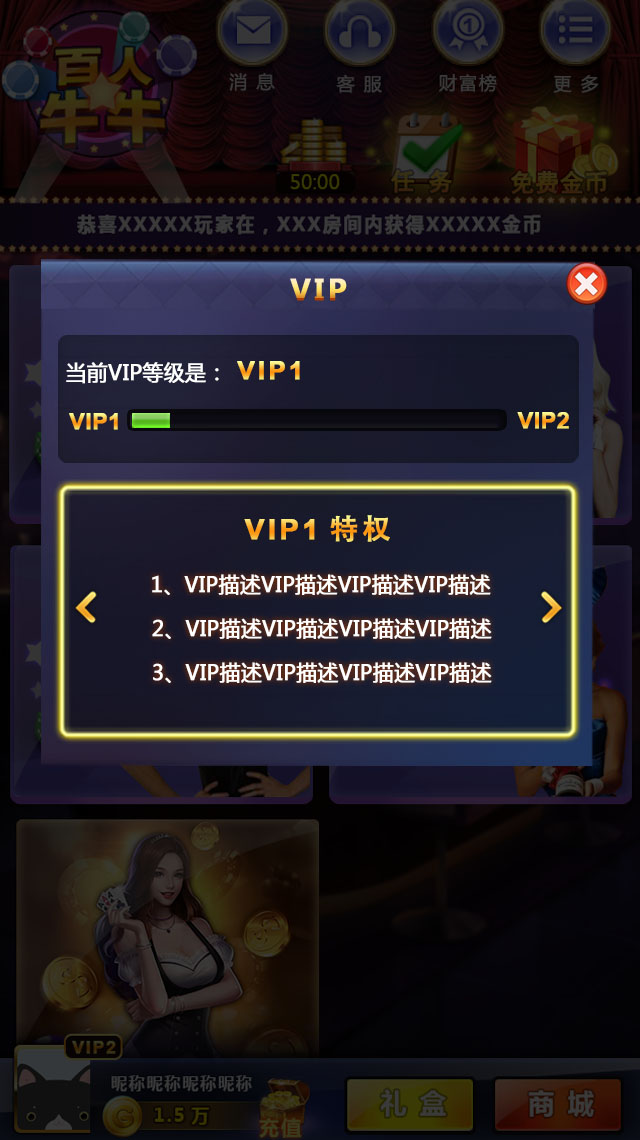 百人
牛牛
消息
客服
财富榜
更多
50:00
任务
免费金币
恭喜XXXXX玩家在，XXX房间内获得XXXXX金币
VIP
当前VIP等级是： VIP1
VIP1 VIP2
VIP1 特权
1、VIP描述VIP描述VIP描述VIP描述
2、VIP描述VIP描述VIP描述VIP描述
3、VIP描述VIP描述VIP描述VIP描述
VIP2
昵称昵称昵称昵称
1.5万
充值
礼盒
商城